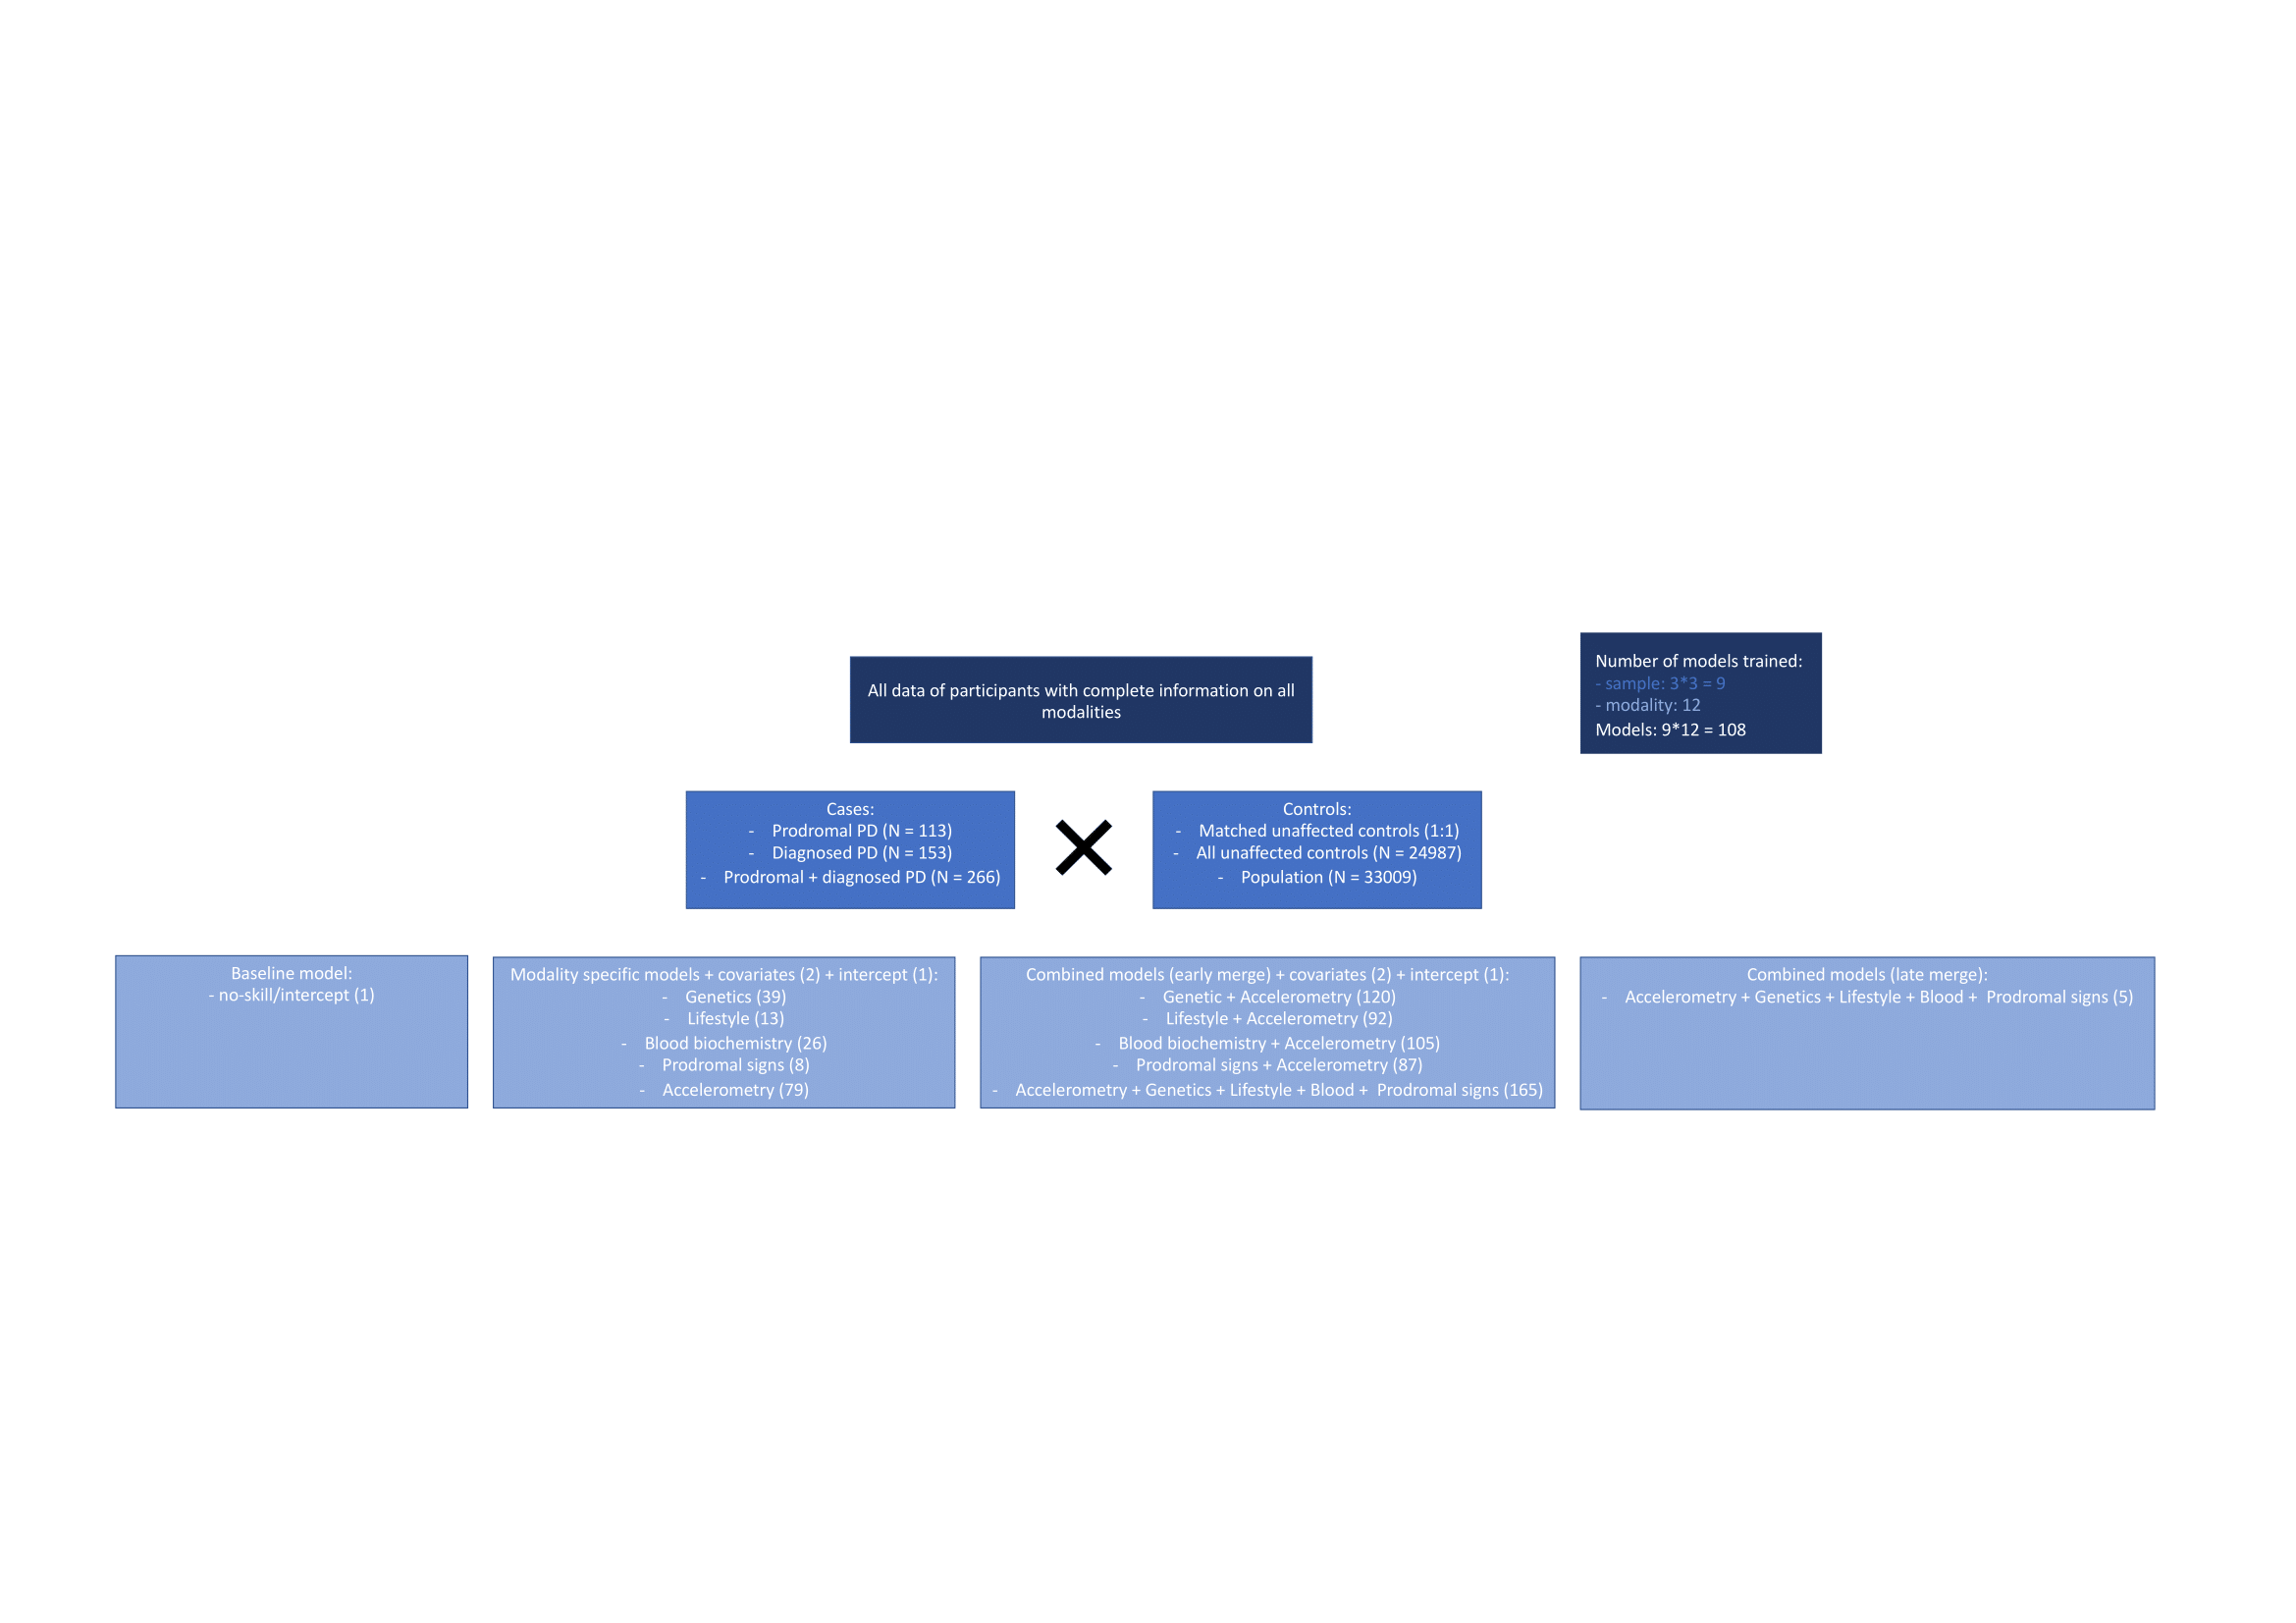 All data of participants with complete information on all
modalities
Number of models trained:
- sample: 3*3 = 9
- modality: 12
Models: 9*12 = 108
Cases:
- Prodromal PD (N = 113)
- Diagnosed PD (N = 153)
- Prodromal + diagnosed PD (N = 266)
Controls:
- Matched unaffected controls (1:1)
- All unaffected controls (N = 24987)
- Population (N = 33009)
Baseline model:
- no-skill/intercept (1)
Modality specific models + covariates (2) + intercept (1):
- Genetics (39)
- Lifestyle (13)
- Blood biochemistry (26)
- Prodromal signs (8)
- Accelerometry (79)
Combined models (early merge) + covariates (2) + intercept (1):
- Genetic + Accelerometry (120)
- Lifestyle + Accelerometry (92)
- Blood biochemistry + Accelerometry (105)
- Prodromal signs + Accelerometry (87)
- Accelerometry + Genetics + Lifestyle + Blood + Prodromal signs (165)
Combined models (late merge):
- Accelerometry + Genetics + Lifestyle + Blood + Prodromal signs (5)